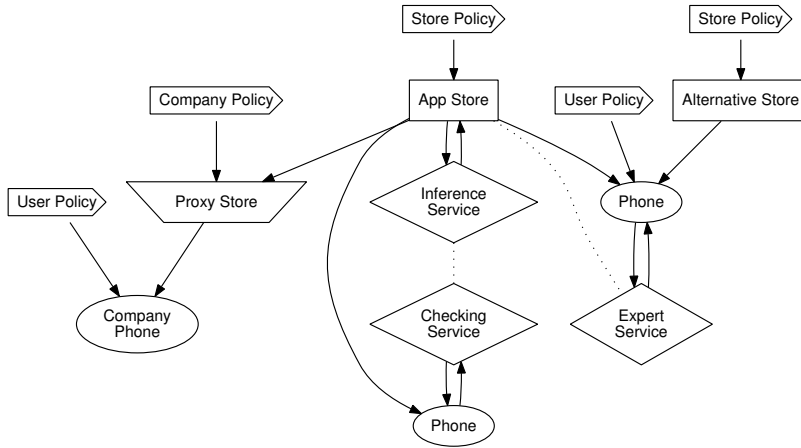 Store Policy
Store Policy
Company Policy
App Store
User Policy
Alternative Store
User Policy
Proxy Store
Inference
Service
Phone
Company
Phone
Checking
Service
Expert
Service
Phone